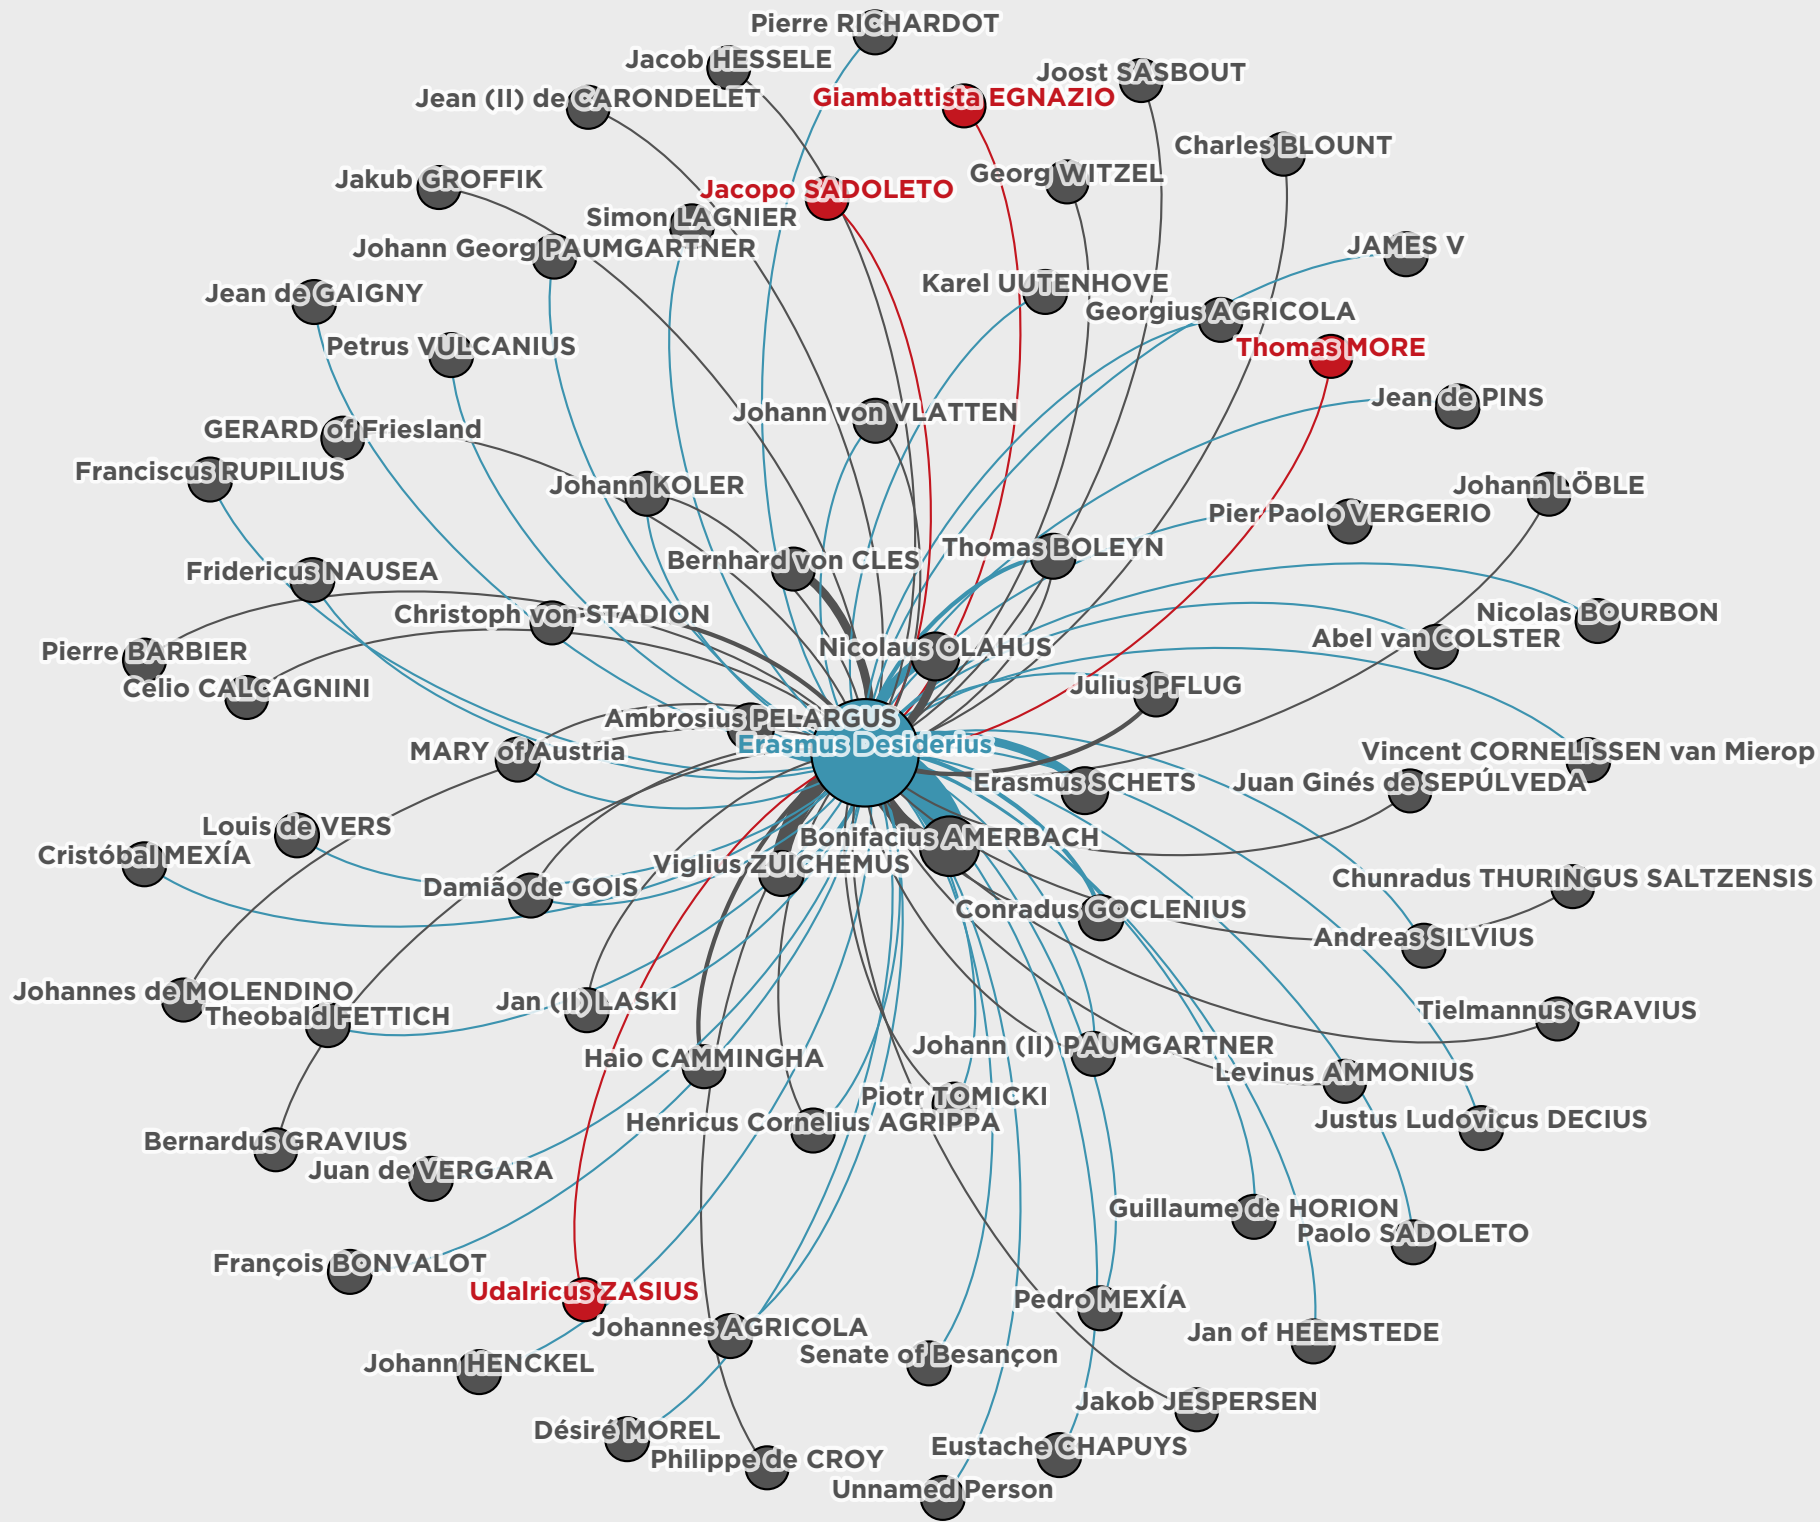 Pierre RICHARDOT
Jacob HESSELE
Joost SASBOUT
Jean (II) de CARONDELET
Giambattista EGNAZIO
Charles BLOUNT
Georg WITZEL
Jakub GROFFIK
Jacopo SADOLETO
Simon LAGNIER
Johann Georg PAUMGARTNER
JAMES V
Karel UUTENHOVE
Jean de GAIGNY
Georgius AGRICOLA
Petrus VULCANIUS
Thomas MORE
Jean de PINS
Johann von VLATTEN
GERARD of Friesland
Franciscus RUPILIUS
Johann KOLER
Johann LÖBLE
Pier Paolo VERGERIO
Thomas BOLEYN
Bernhard von CLES
Fridericus NAUSEA
Christoph von STADION
Nicolas BOURBON
Abel van COLSTER
Nicolaus OLAHUS
Pierre BARBIER
Celio CALCAGNINI
Julius PFLUG
Ambrosius PELARGUS
Erasmus Desiderius
MARY of Austria
Vincent CORNELISSEN van Mierop
Erasmus SCHETS
Juan Ginés de SEPÚLVEDA
Louis de VERS
Bonifacius AMERBACH
Cristóbal MEXÍA
Viglius ZUICHEMUS
Chunradus THURINGUS SALTZENSIS
Damião de GOIS
Conradus GOCLENIUS
Andreas SILVIUS
Johannes de MOLENDINO
Jan (II) LASKI
Theobald FETTICH
Tielmannus GRAVIUS
Johann (II) PAUMGARTNER
Haio CAMMINGHA
Levinus AMMONIUS
Piotr TOMICKI
Justus Ludovicus DECIUS
Henricus Cornelius AGRIPPA
Bernardus GRAVIUS
Juan de VERGARA
Guillaume de HORION
Paolo SADOLETO
François BONVALOT
Udalricus ZASIUS
Pedro MEXÍA
Johannes AGRICOLA
Jan of HEEMSTEDE
Senate of Besançon
Johann HENCKEL
Jakob JESPERSEN
Désiré MOREL
Eustache CHAPUYS
Philippe de CROY
Unnamed Person